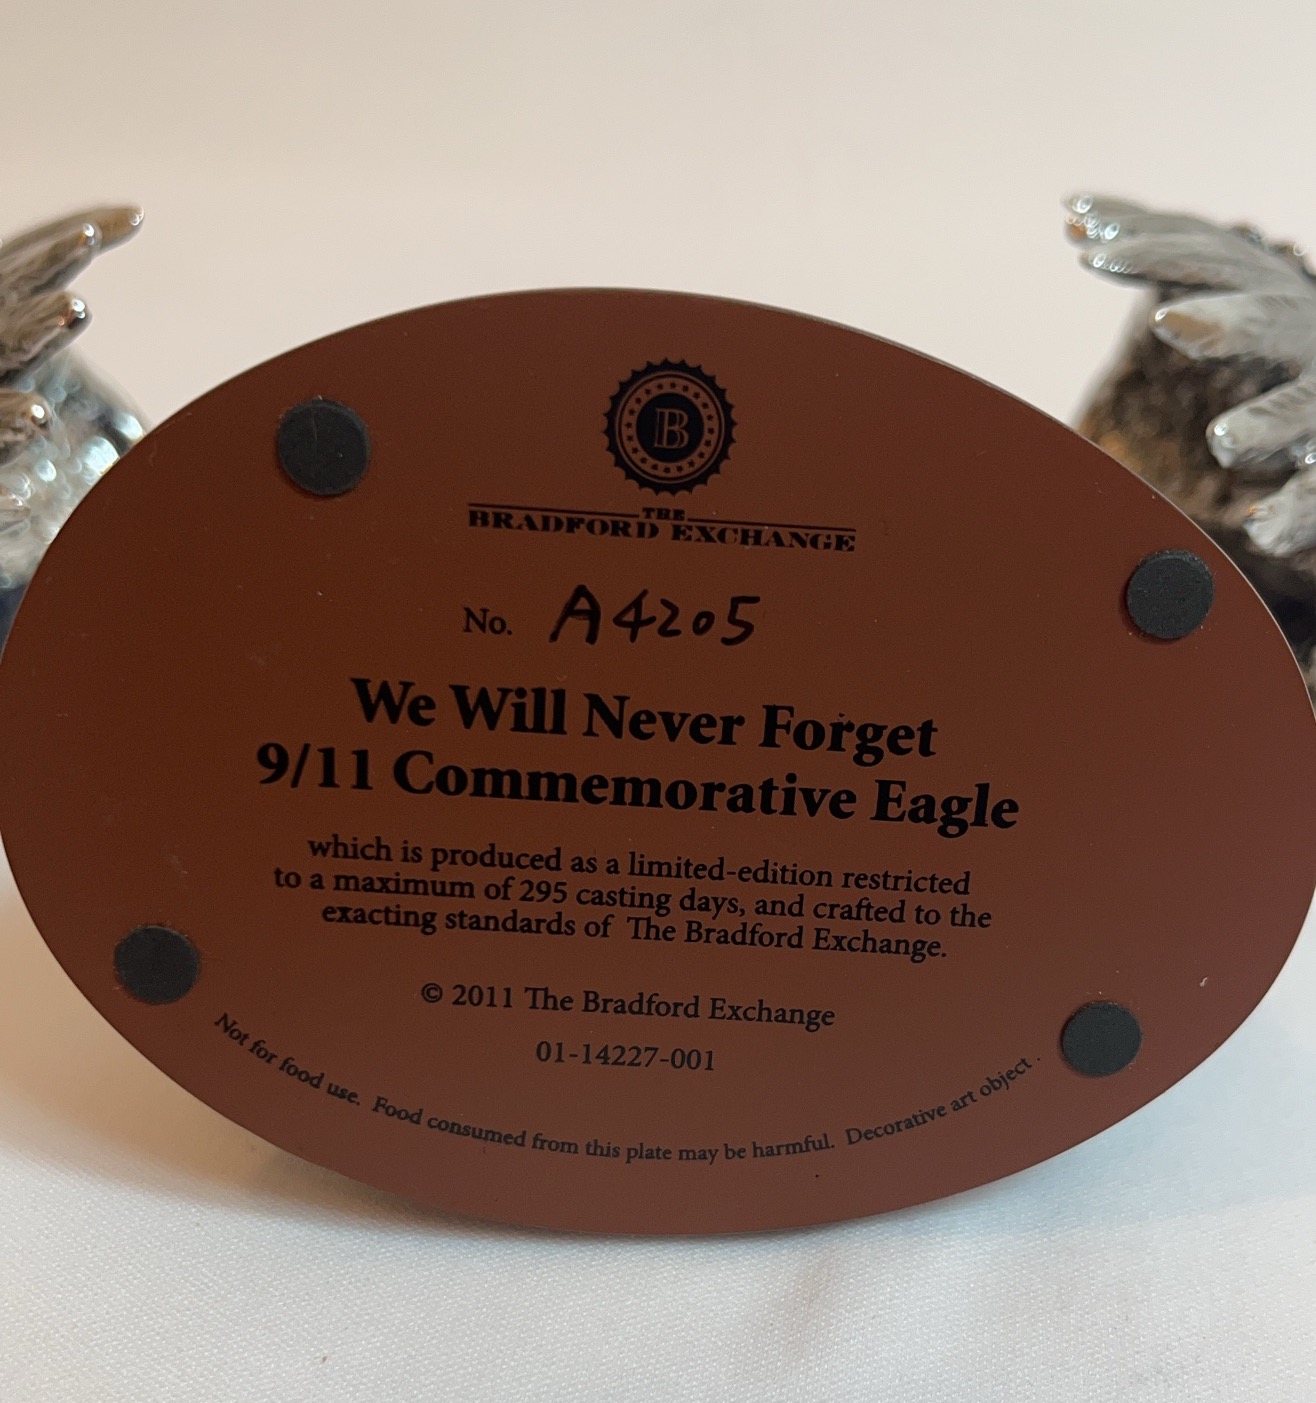 B
THE
BRADFORD EXCHANGE
No. A4205
We Will Never Forget
9/11 Commemorative Eagle
which is produced as a limited-edition restricted
to a maximum of 295 casting days, and crafted to the
exacting standards of The Bradford Exchange.
© 2011 The Bradford Exchange
01-14227-001
Not for food use. Food consumed from this plate may be harmful. Decorative art object.